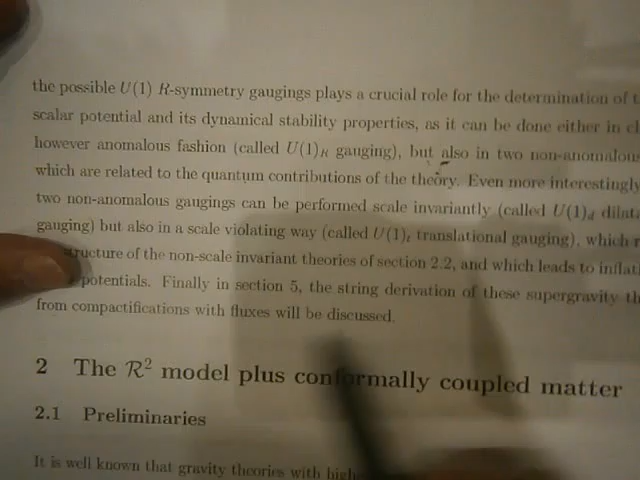 the possible U(1) R-symmetry gaugings plays a crucial role for the determination of
scalar potential and its dynamical stability properties, as it can be done either in
however anomalous fashion (called U(1)_R gauging), but also in two non-anomalous
which are related to the quantum contributions of the theory. Even more interestingly
two non-anomalous gaugings can be performed scale invariantly (called U(1)_d
gauging) but also in a scale violating way (called U(1)_t translational gauging), which
structure of the non-scale invariant theories of section 2.2, and which leads to
potentials. Finally in section 5, the string derivation of these supergravity
from compactifications with fluxes will be discussed.
2 The R² model plus conformally coupled matter
2.1 Preliminaries
It is well known that gravity theories with